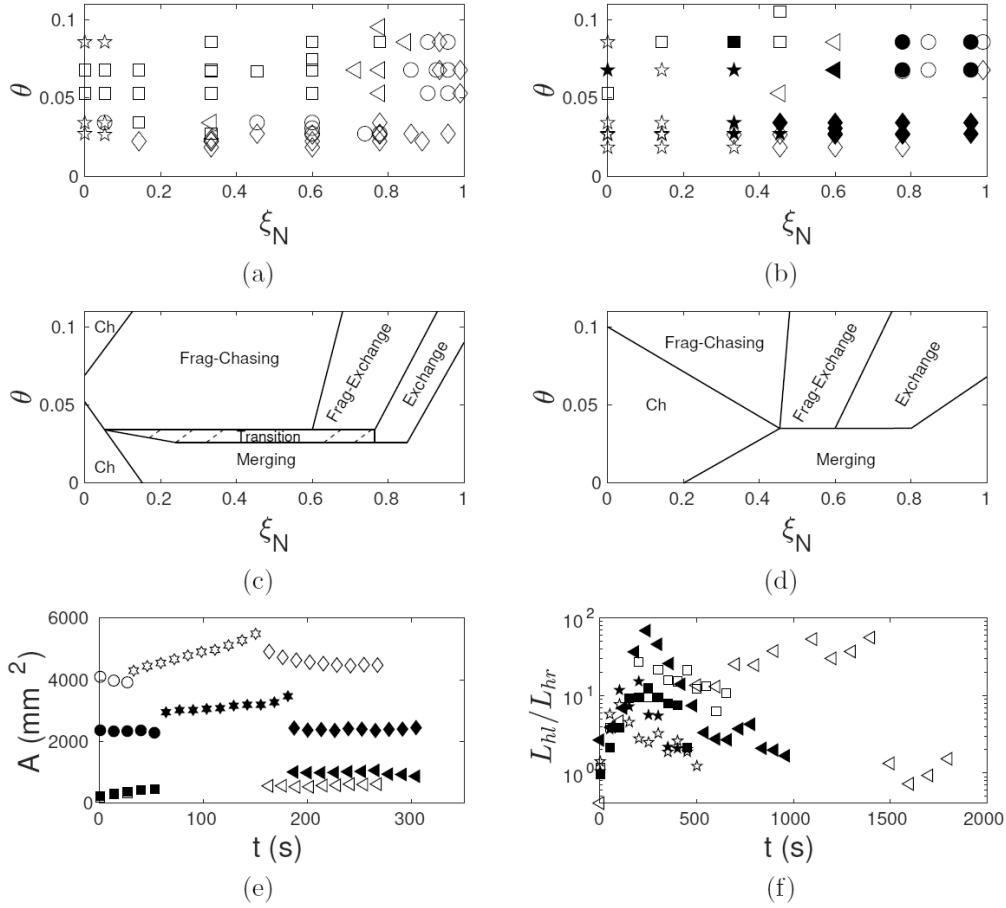 0.1
0.05
0
θ
0 0.2 0.4 0.6 0.8 1
ξN
(a)
0.1
0.05
0
θ
0 0.2 0.4 0.6 0.8 1
ξN
(b)
0.1
0.05
0
θ
Ch
Frag-Chasing
Frag-Exchange
Exchange
Transition
Merging
Ch
0 0.2 0.4 0.6 0.8 1
ξN
(c)
0.1
0.05
0
θ
Frag-Chasing
Ch
Frag-Exchange
Exchange
Merging
0 0.2 0.4 0.6 0.8 1
ξN
(d)
6000
4000
2000
0
A (mm 2)
0 100 200 300
t (s)
(e)
10 2
10 1
10 0
Lhl/Lhr
0 500 1000 1500 2000
t (s)
(f)